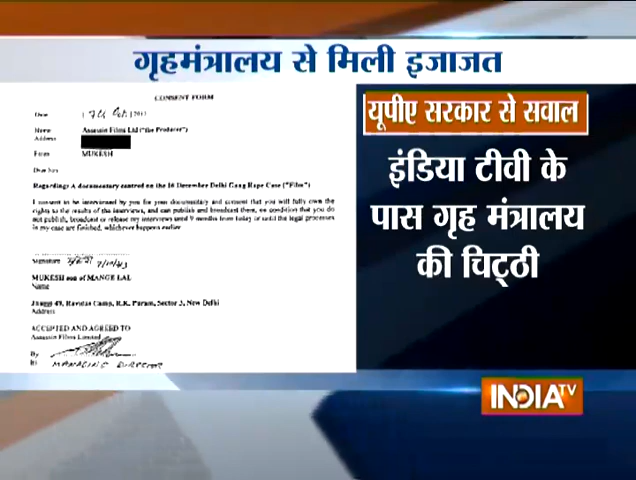 गृहमंत्रालय से मिली इजाजत
CONSENT FORM
Date
Name Assassin Films Ltd ("the Producer")
Address
From MUKESH
Dear Sirs
Regarding: A documentary centred on the 16 December Delhi Gang Rape Case ("Film")
I consent to be interviewed by you for your documentary and consent that you will fully own the
rights to the results of the interviews, and can publish and broadcast them, on condition that you do
not publish, broadcast or release my interviews until 9 months from today or until the legal processes
in my case are finished, whichever happens earlier
Signature
MUKESH son of MANGE LAL
Name
Jhuggi 49, Ravidas Camp, R.K. Puram, Sector 3, New Delhi
Address
ACCEPTED AND AGREED TO
Assassin Films Limited
By
MANAGING DIRECTOR
यूपीए सरकार से सवाल
इंडिया टीवी के
पास गृह मंत्रालय
की चिट्ठी
INDIA TV